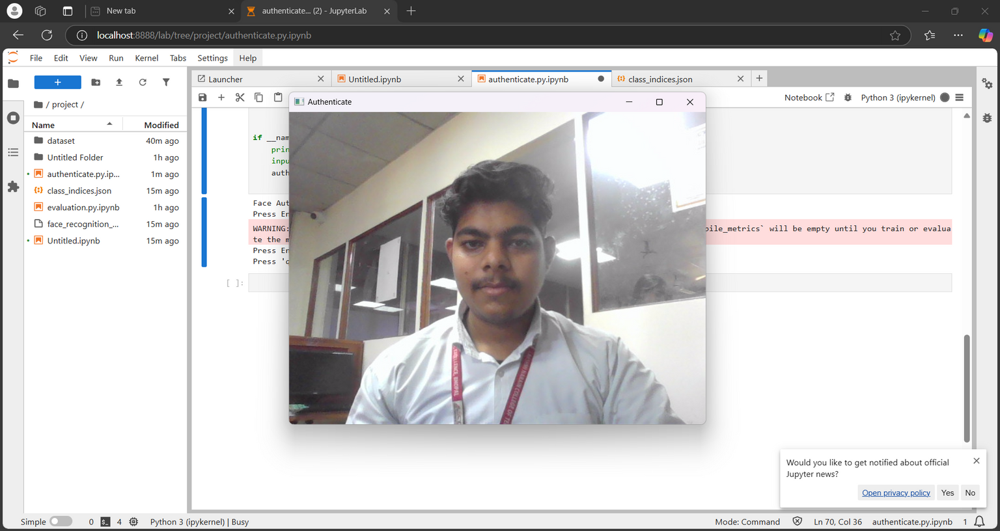 New tab
authenticate... (2) - JupyterLab
localhost:8888/lab/tree/project/authenticate.py.ipynb
File Edit View Run Kernel Tabs Settings Help
Launcher
Untitled.ipynb
authenticate.py.ipynb
class_indices.json
Notebook
Python 3 (ipykernel)
/ project /
Name Modified
dataset 40m ago
Untitled Folder 1h ago
authenticate.py.ip... 1m ago
class_indices.json 15m ago
evaluation.py.ipynb 1h ago
face_recognition_... 15m ago
Untitled.ipynb 15m ago
Authenticate
if __nam
prin
inpu
auth
Face Aut
Press En
WARNING: pile_metrics` will be empty until you train or evalua
te the m
Press En
Press 'q
[ ]:
EXCELLENCE, BHOPAL
NARAIN COLLEGE OF TE
Would you like to get notified about official
Jupyter news?
Open privacy policy Yes No
Simple 0 4 Python 3 (ipykernel) | Busy
Mode: Command Ln 70, Col 36 authenticate.py.ipynb 1